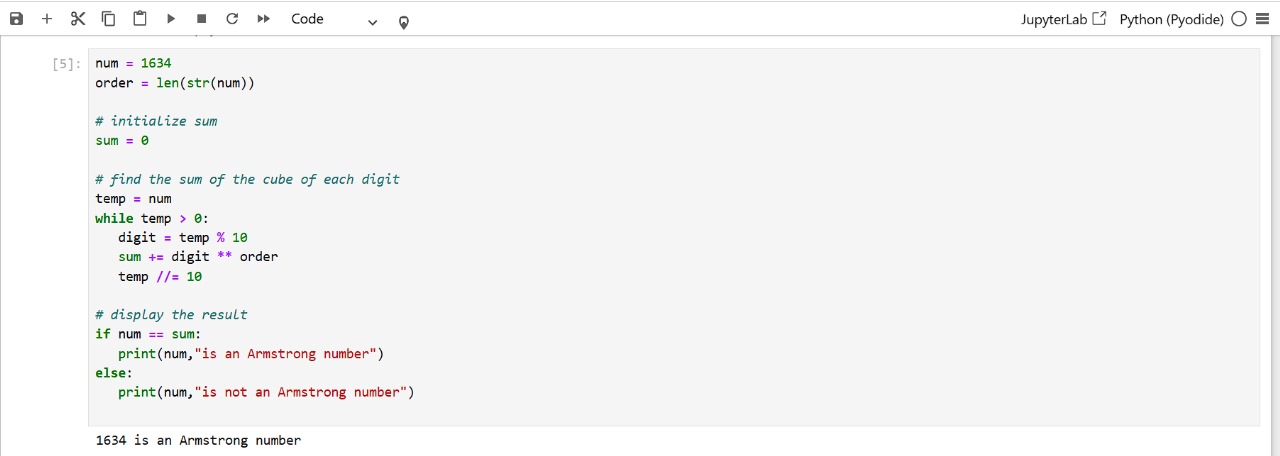 Code
JupyterLab Python (Pyodide)
[5]:
num = 1634
order = len(str(num))
# initialize sum
sum = 0
# find the sum of the cube of each digit
temp = num
while temp > 0:
   digit = temp % 10
   sum += digit ** order
   temp //= 10
# display the result
if num == sum:
   print(num,"is an Armstrong number")
else:
   print(num,"is not an Armstrong number")
1634 is an Armstrong number